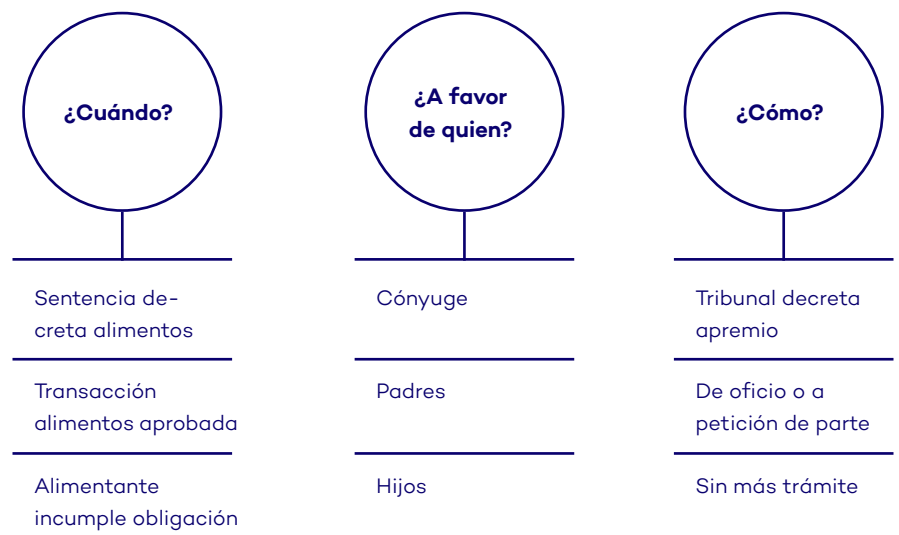 ¿Cuándo?
Sentencia de-
creta alimentos
Transacción
alimentos aprobada
Alimentante
incumple obligación
¿A favor
de quien?
Cónyuge
Padres
Hijos
¿Cómo?
Tribunal decreta
apremio
De oficio o a
petición de parte
Sin más trámite